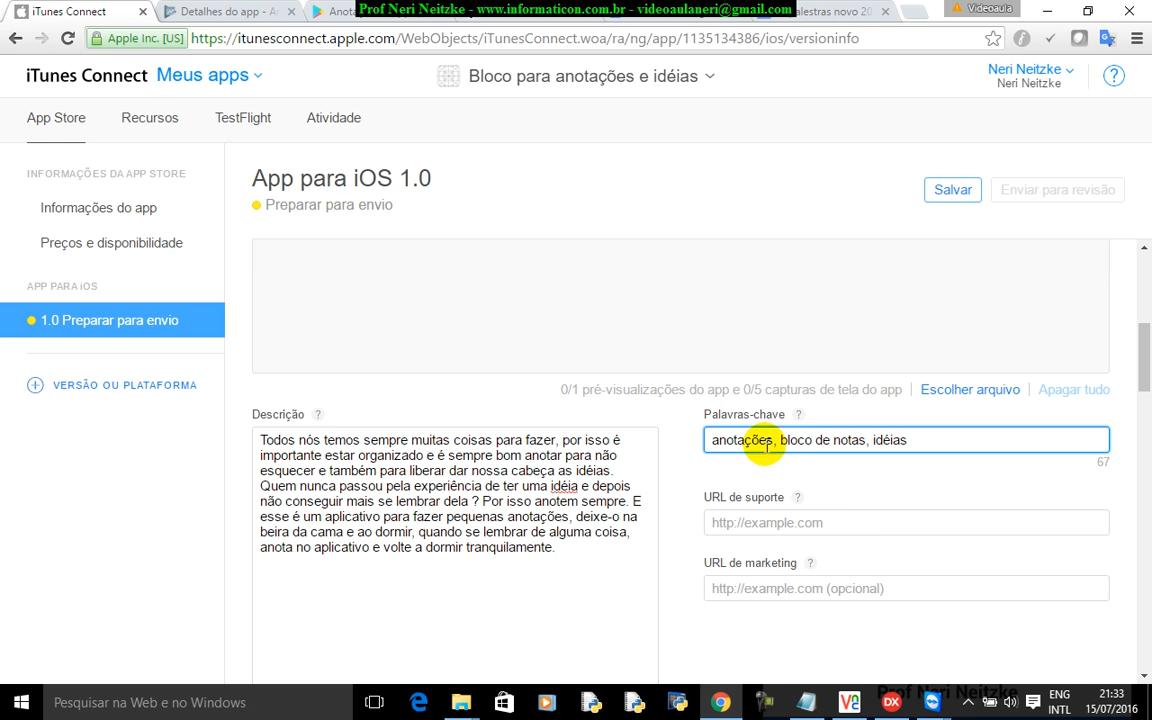 iTunes Connect
Detalhes do app - An
Anota
Prof Neri Neitzke - www.informaticon.com.br - videoaulaneri@gmail.com
alestras novo 20
Videoaula
Apple Inc. [US]
https://itunesconnect.apple.com/WebObjects/iTunesConnect.woa/ra/ng/app/1135134386/ios/versioninfo
iTunes Connect
Meus apps
Bloco para anotações e idéias
Neri Neitzke
Neri Neitzke
?
App Store
Recursos
TestFlight
Atividade
INFORMAÇÕES DA APP STORE
Informações do app
Preços e disponibilidade
APP PARA iOS
1.0 Preparar para envio
VERSÃO OU PLATAFORMA
App para iOS 1.0
Preparar para envio
Salvar
Enviar para revisão
0/1 pré-visualizações do app e 0/5 capturas de tela do app
Escolher arquivo
Apagar tudo
Descrição ?
Todos nós temos sempre muitas coisas para fazer, por isso é
importante estar organizado e é sempre bom anotar para não
esquecer e também para liberar dar nossa cabeça as idéias.
Quem nunca passou pela experiência de ter uma idéia e depois
não conseguir mais se lembrar dela ? Por isso anotem sempre. E
esse é um aplicativo para fazer pequenas anotações, deixe-o na
beira da cama e ao dormir, quando se lembrar de alguma coisa,
anota no aplicativo e volte a dormir tranquilamente.
Palavras-chave ?
anotações, bloco de notas, idéias
67
URL de suporte ?
http://example.com
URL de marketing ?
http://example.com (opcional)
Pesquisar na Web e no Windows
Prof Neri Neitzke
ENG
INTL
21:33
15/07/2016